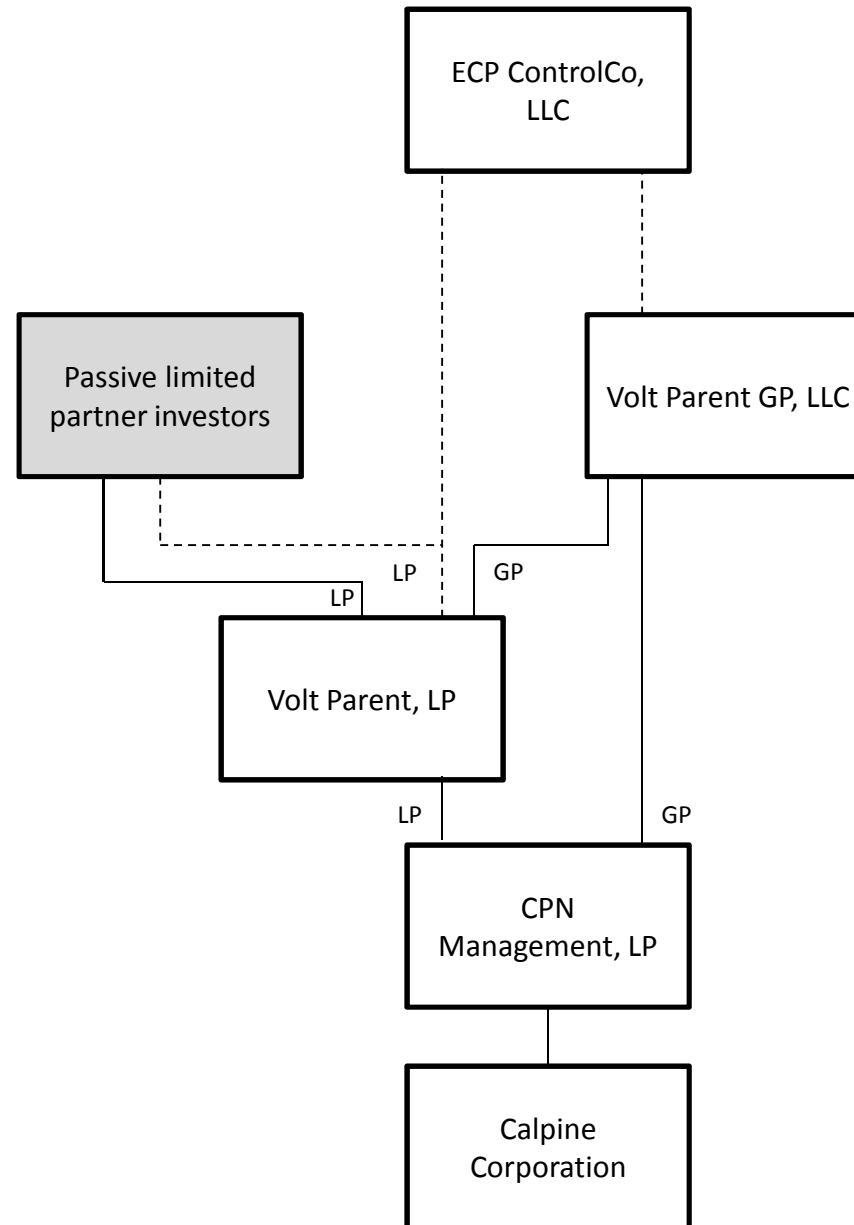 ECP ControlCo,
LLC
Passive limited
partner investors
Volt Parent GP, LLC
LP
GP
LP
Volt Parent, LP
LP
GP
CPN
Management, LP
Calpine
Corporation